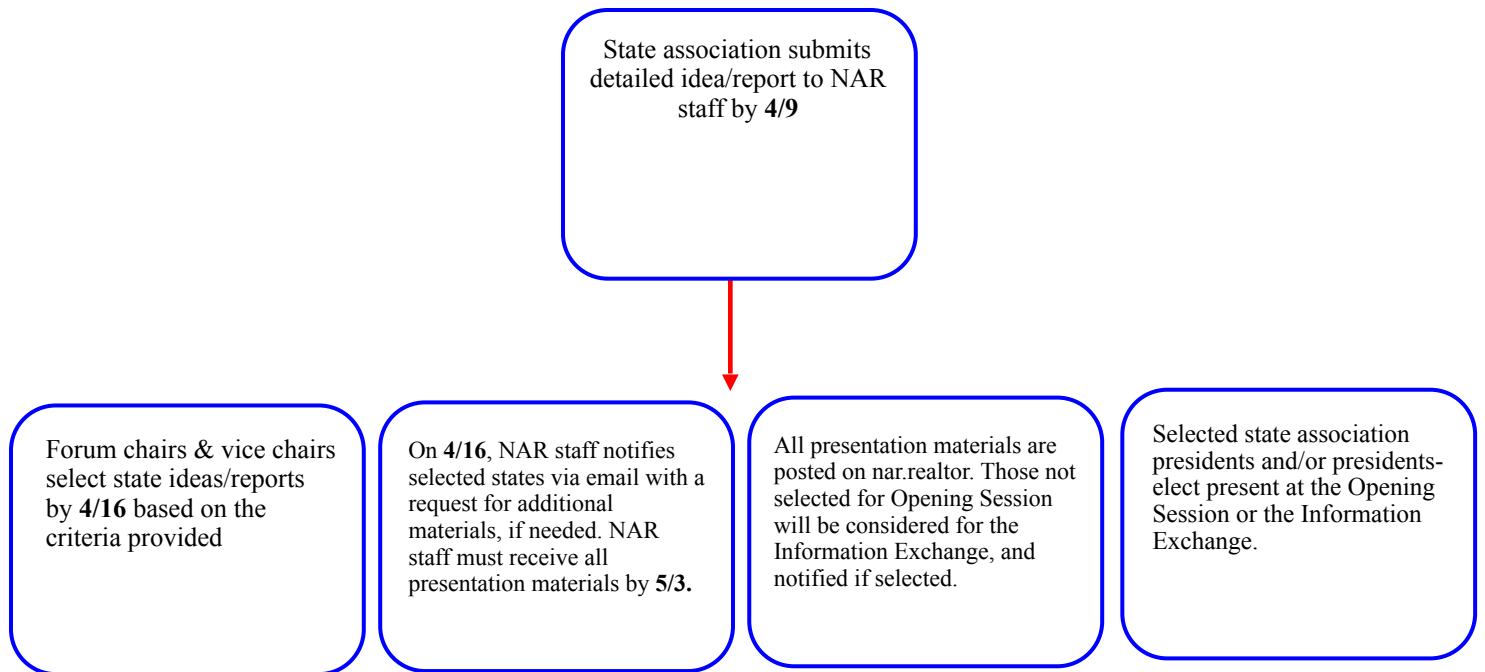 State association submits
detailed idea/report to NAR
staff by 4/9
Forum chairs & vice chairs
select state ideas/reports
by 4/16 based on the
criteria provided
On 4/16, NAR staff notifies
selected states via email with a
request for additional
materials, if needed. NAR
staff must receive all
presentation materials by 5/3.
All presentation materials are
posted on nar.realtor. Those not
selected for Opening Session
will be considered for the
Information Exchange, and
notified if selected.
Selected state association
presidents and/or presidents-
elect present at the Opening
Session or the Information
Exchange.